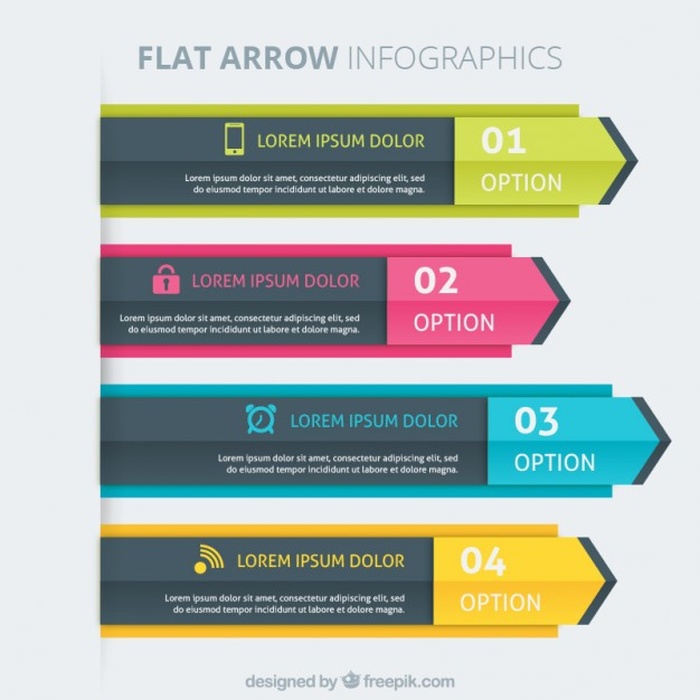 FLAT ARROW INFOGRAPHICS
LOREM IPSUM DOLOR
Lorem ipsum dolor sit amet, consectetur adipiscing elit, sed
do eiusmod tempor incididunt ut labore et dolore magna.
01
OPTION
LOREM IPSUM DOLOR
Lorem ipsum dolor sit amet, consectetur adipiscing elit, sed
do eiusmod tempor incididunt ut labore et dolore magna.
02
OPTION
LOREM IPSUM DOLOR
Lorem ipsum dolor sit amet, consectetur adipiscing elit, sed
do eiusmod tempor incididunt ut labore et dolore magna.
03
OPTION
LOREM IPSUM DOLOR
Lorem ipsum dolor sit amet, consectetur adipiscing elit, sed
do eiusmod tempor incididunt ut labore et dolore magna.
04
OPTION
designed by freepik.com